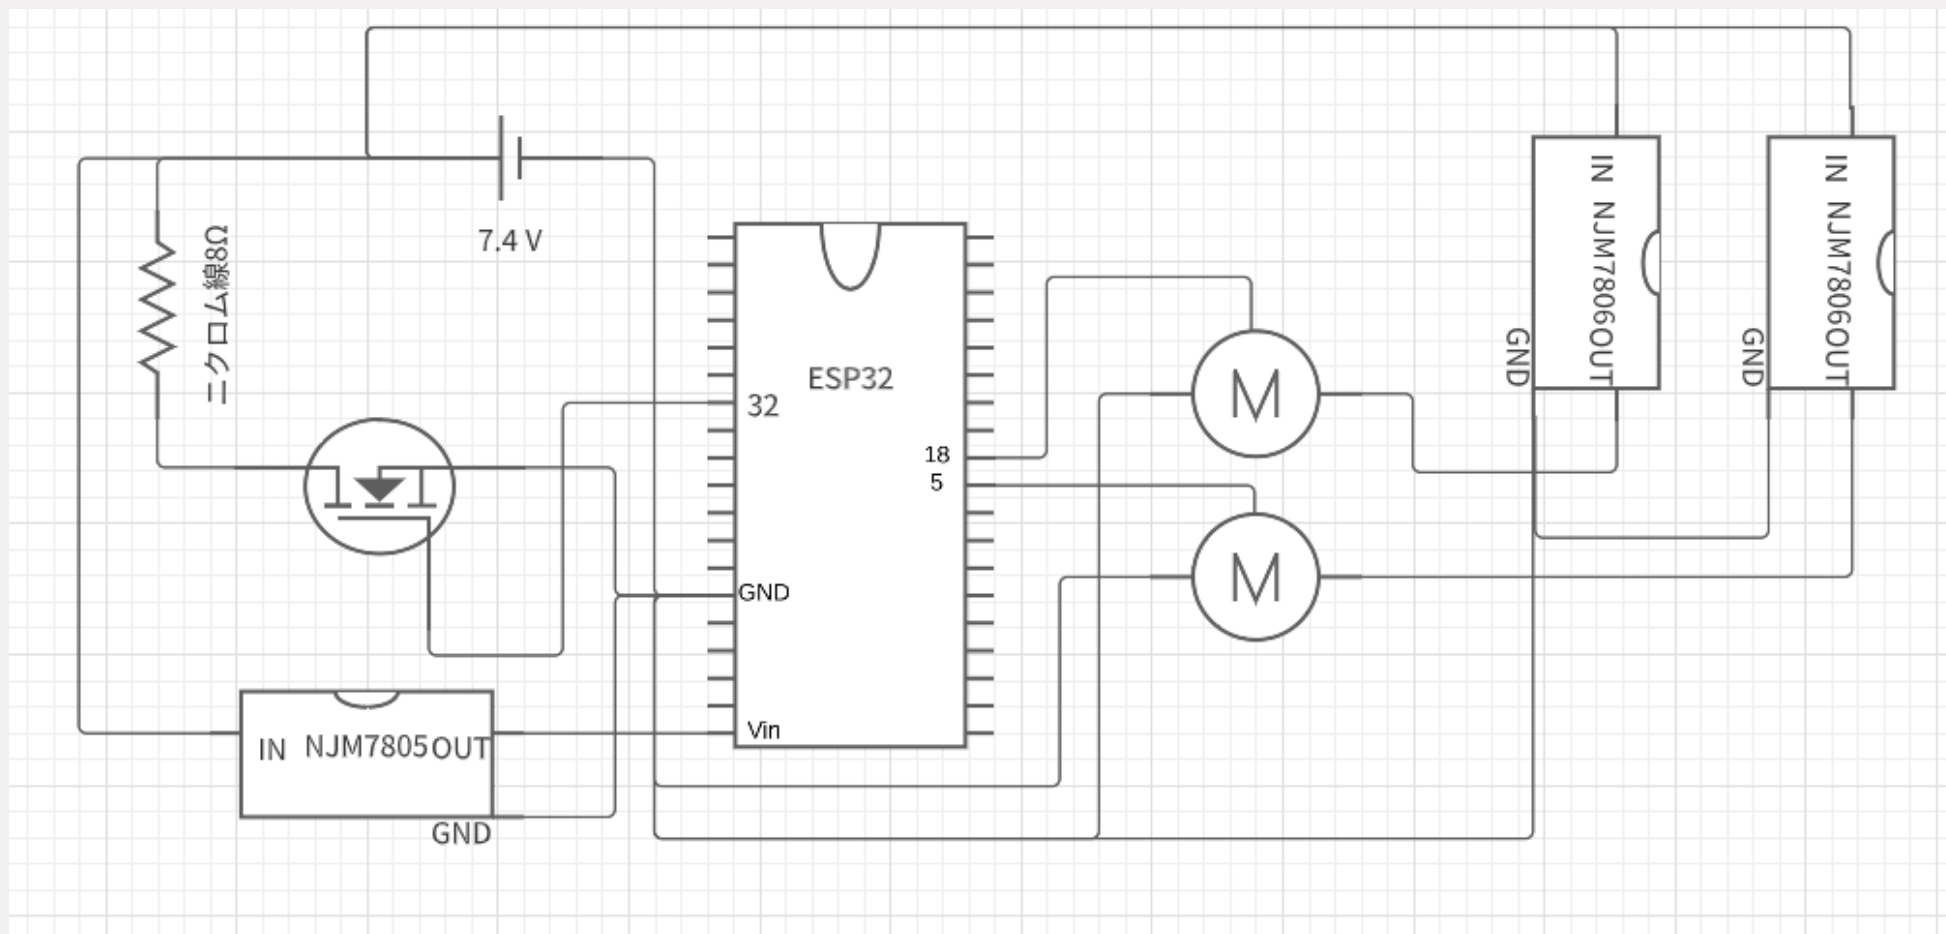 7.4 V
ニクロム線8Ω
ESP32
32
18
5
GND
Vin
IN NJM7805 OUT
GND
M
M
IN NJM7806OUT
GND
IN NJM7806OUT
GND